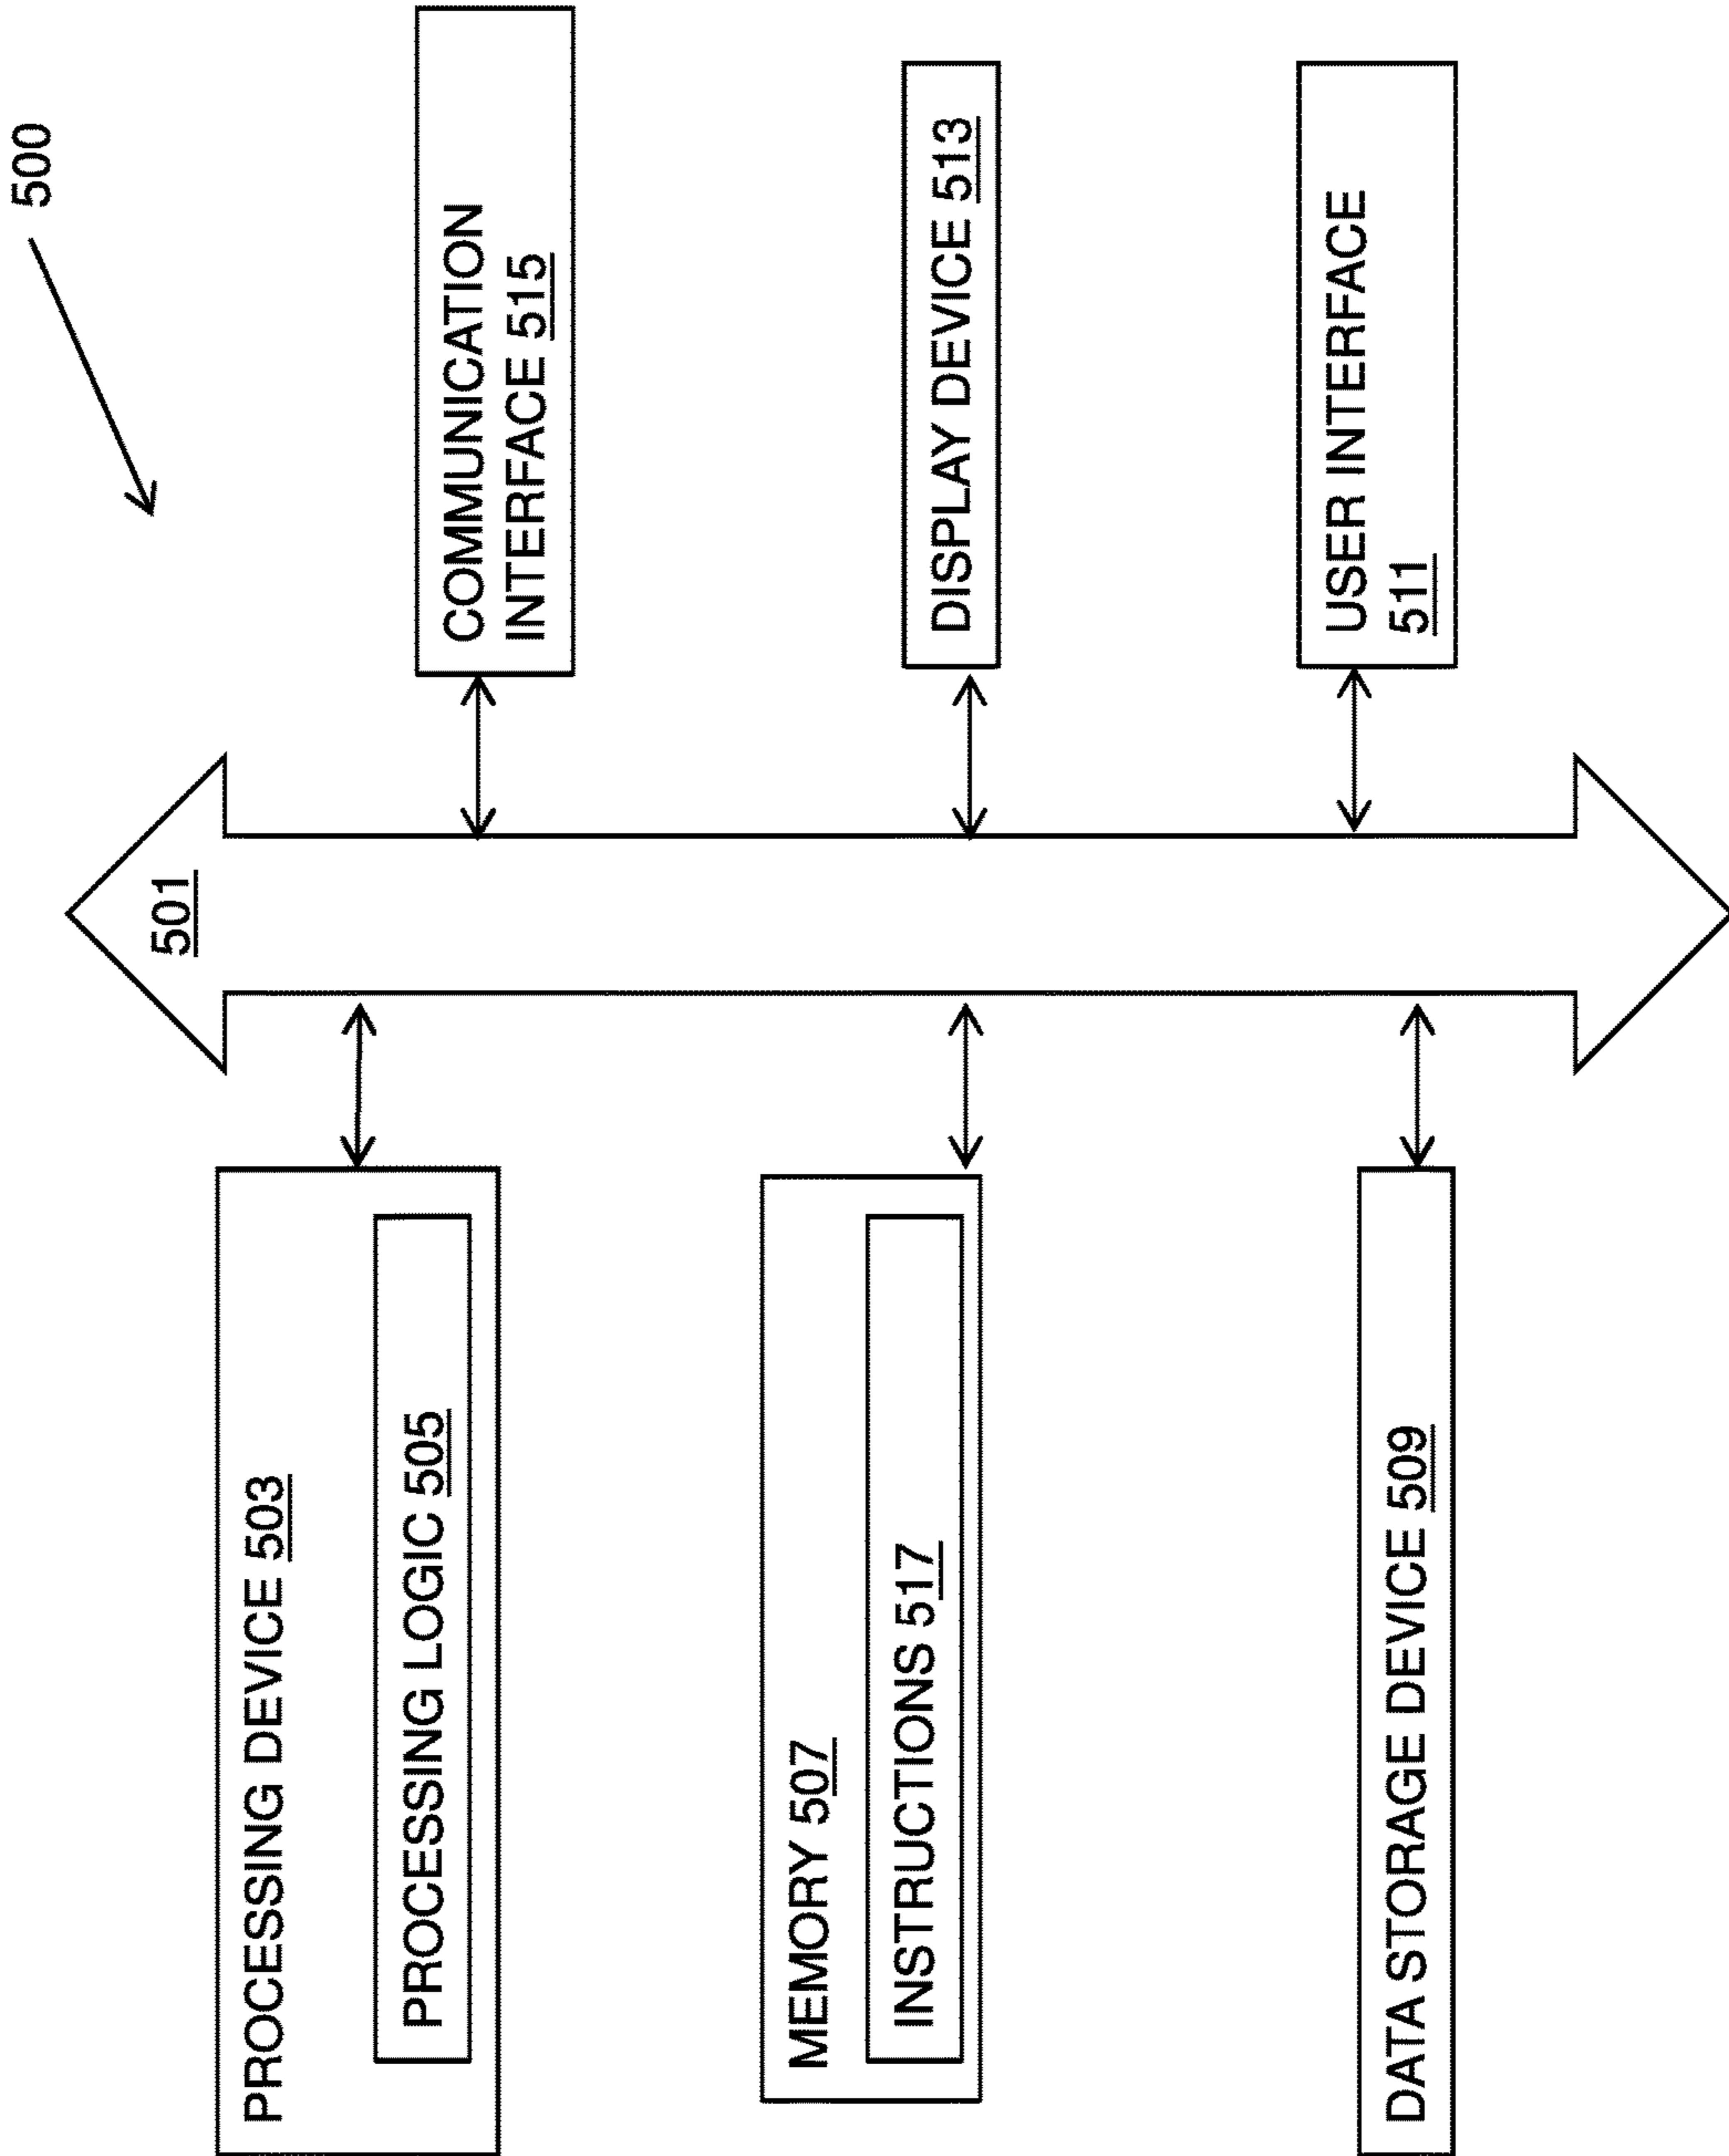 500
501
PROCESSING DEVICE 503
PROCESSING LOGIC 505
COMMUNICATION
INTERFACE 515
MEMORY 507
INSTRUCTIONS 517
DISPLAY DEVICE 513
DATA STORAGE DEVICE 509
USER INTERFACE
511